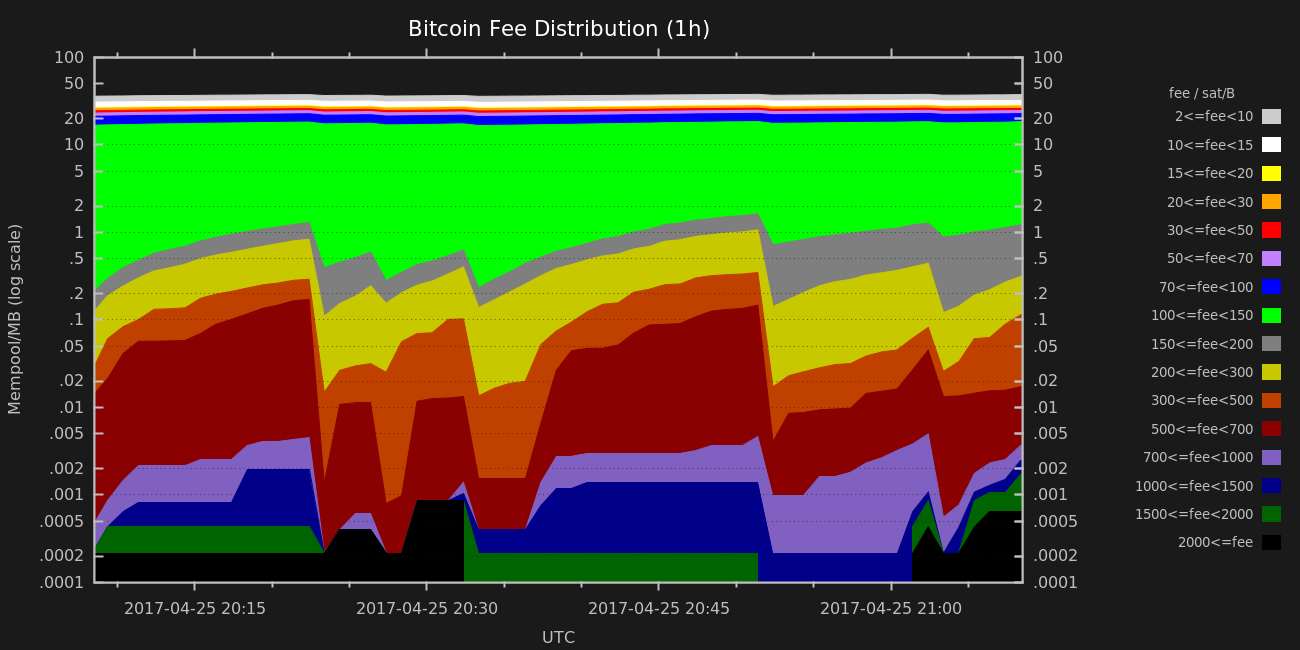 Bitcoin Fee Distribution (1h)
Mempool/MB (log scale)
100
50
20
10
5
2
1
.5
.2
.1
.05
.02
.01
.005
.002
.001
.0005
.0002
.0001
100
50
20
10
5
2
1
.5
.2
.1
.05
.02
.01
.005
.002
.001
.0005
.0002
.0001
2017-04-25 20:15
2017-04-25 20:30
2017-04-25 20:45
2017-04-25 21:00
UTC
fee / sat/B
2<=fee<10
10<=fee<15
15<=fee<20
20<=fee<30
30<=fee<50
50<=fee<70
70<=fee<100
100<=fee<150
150<=fee<200
200<=fee<300
300<=fee<500
500<=fee<700
700<=fee<1000
1000<=fee<1500
1500<=fee<2000
2000<=fee